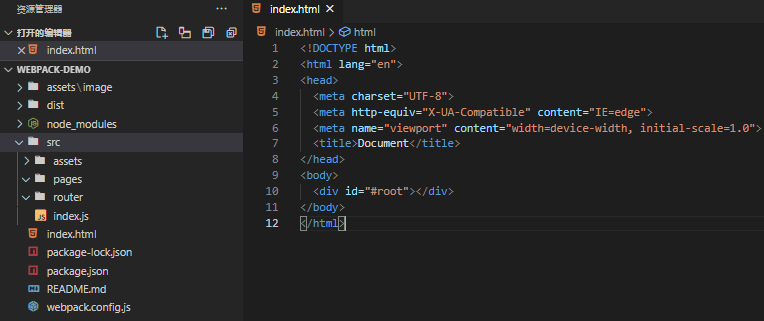 资源管理器
打开的编辑器
index.html
WEBPACK-DEMO
assets\image
dist
node_modules
src
assets
pages
router
index.js
index.html
package-lock.json
package.json
README.md
webpack.config.js
index.html
index.html > html
1 <!DOCTYPE html>
2 <html lang="en">
3 <head>
4 <meta charset="UTF-8">
5 <meta http-equiv="X-UA-Compatible" content="IE=edge">
6 <meta name="viewport" content="width=device-width, initial-scale=1.0">
7 <title>Document</title>
8 </head>
9 <body>
10 <div id="#root"></div>
11 </body>
12 </html>